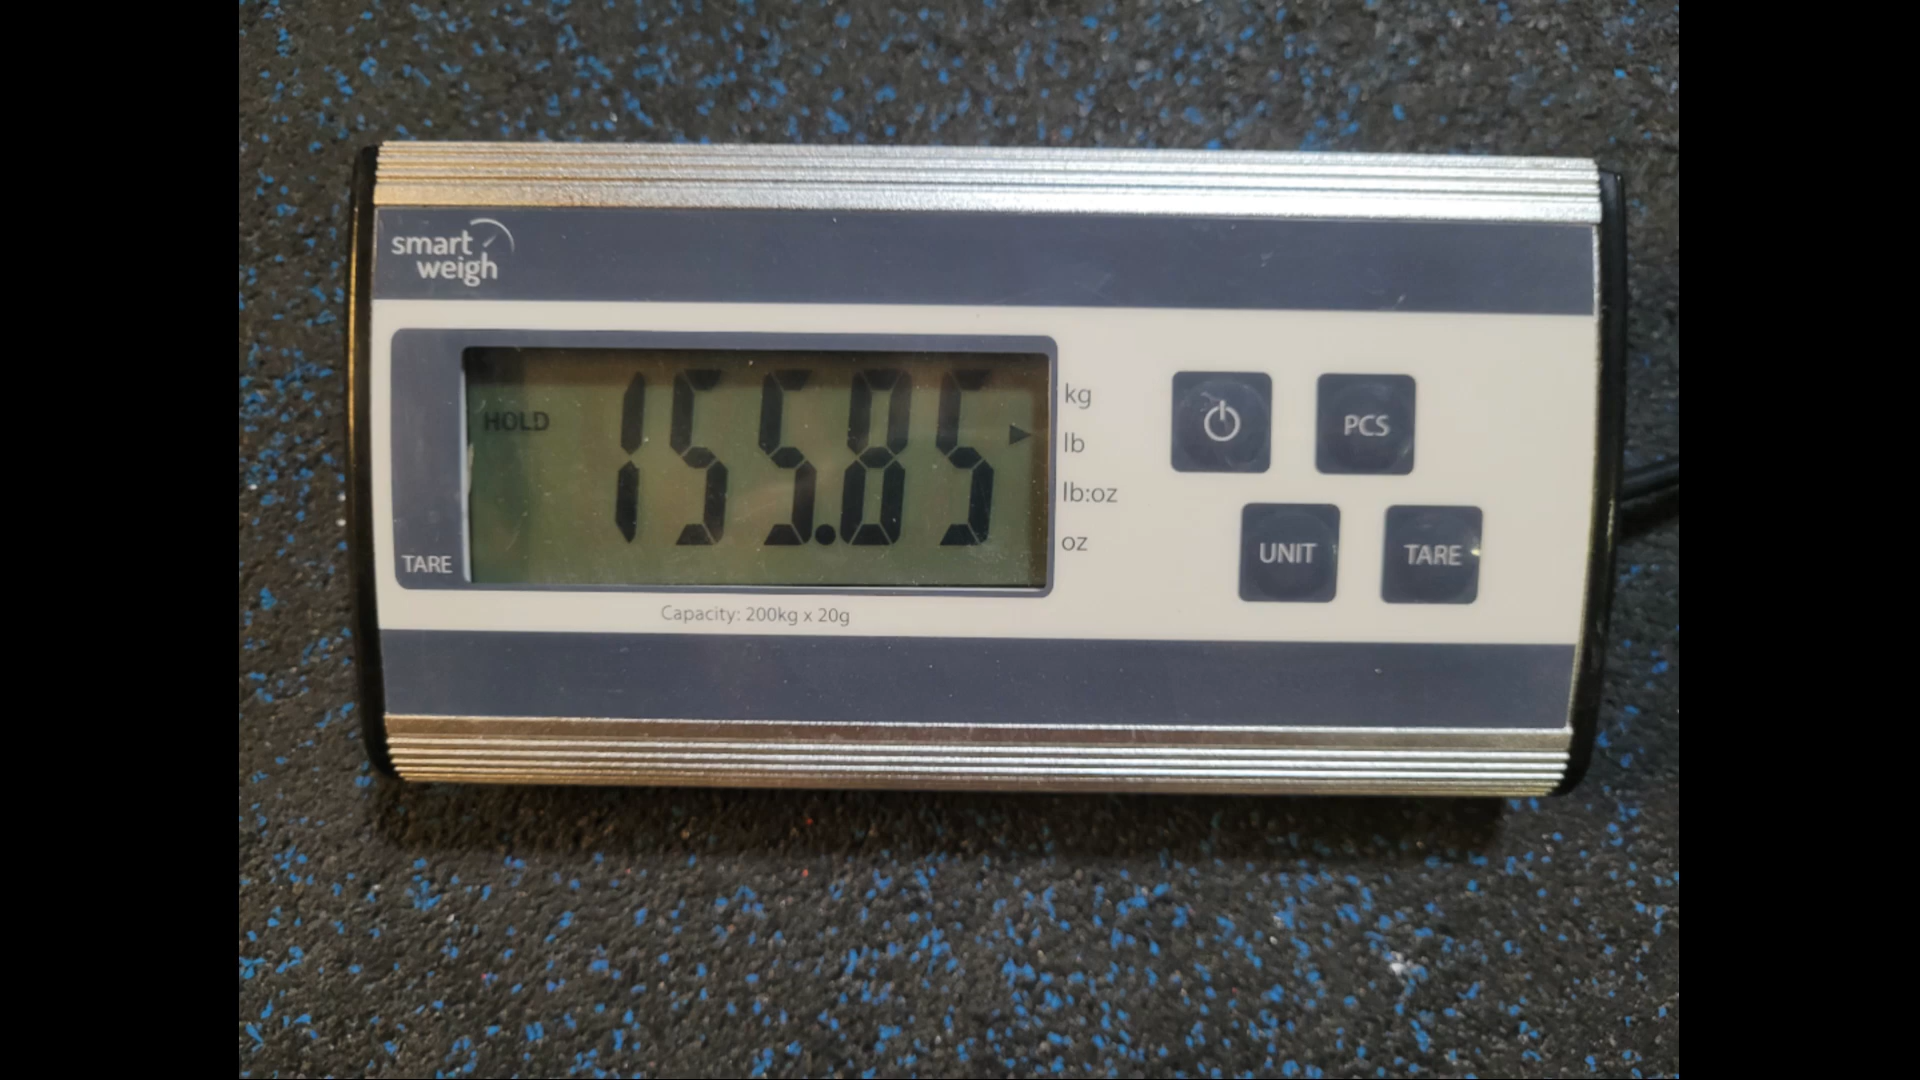 smart
weigh
HOLD
155.85
kg
lb
lb:oz
oz
TARE
Capacity: 200kg x 20g
PCS
UNIT
TARE